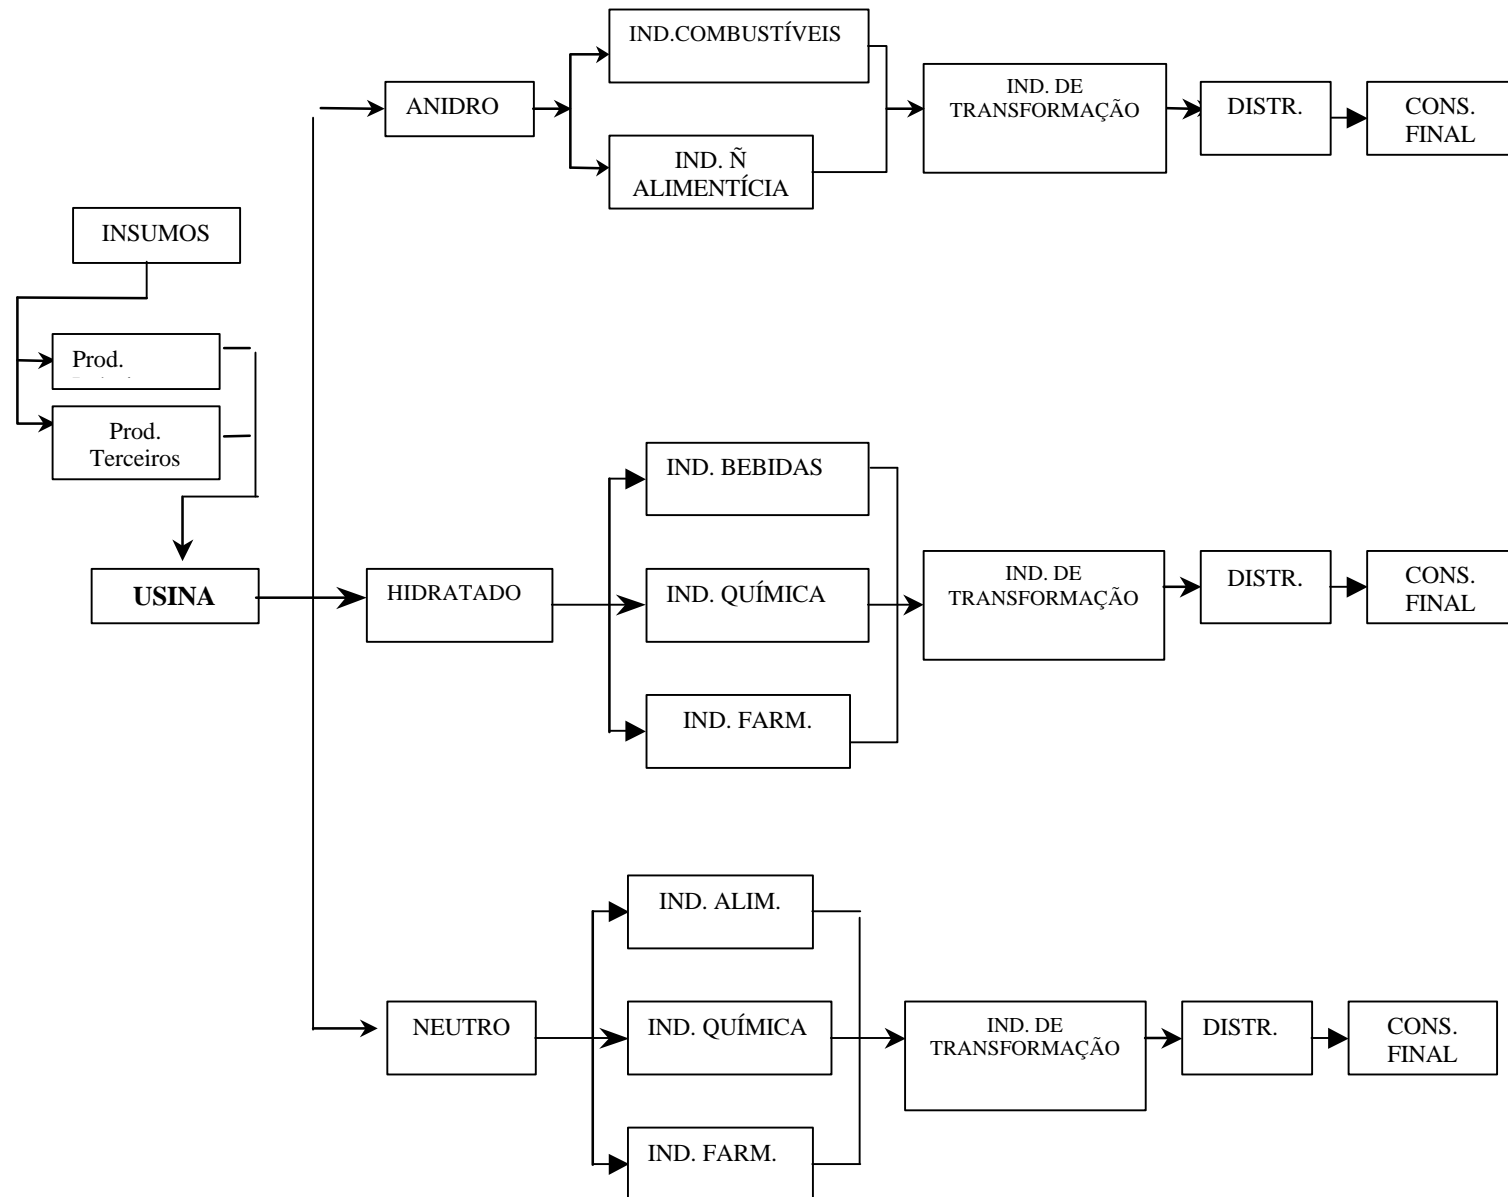 IND.COMBUSTÍVEIS
ANIDRO
IND. Ñ
ALIMENTÍCIA
IND. DE
TRANSFORMAÇÃO
DISTR.
CONS.
FINAL
INSUMOS
Prod.
Prod.
Terceiros
USINA
HIDRATADO
IND. BEBIDAS
IND. QUÍMICA
IND. FARM.
IND. DE
TRANSFORMAÇÃO
DISTR.
CONS.
FINAL
NEUTRO
IND. ALIM.
IND. QUÍMICA
IND. FARM.
IND. DE
TRANSFORMAÇÃO
DISTR.
CONS.
FINAL